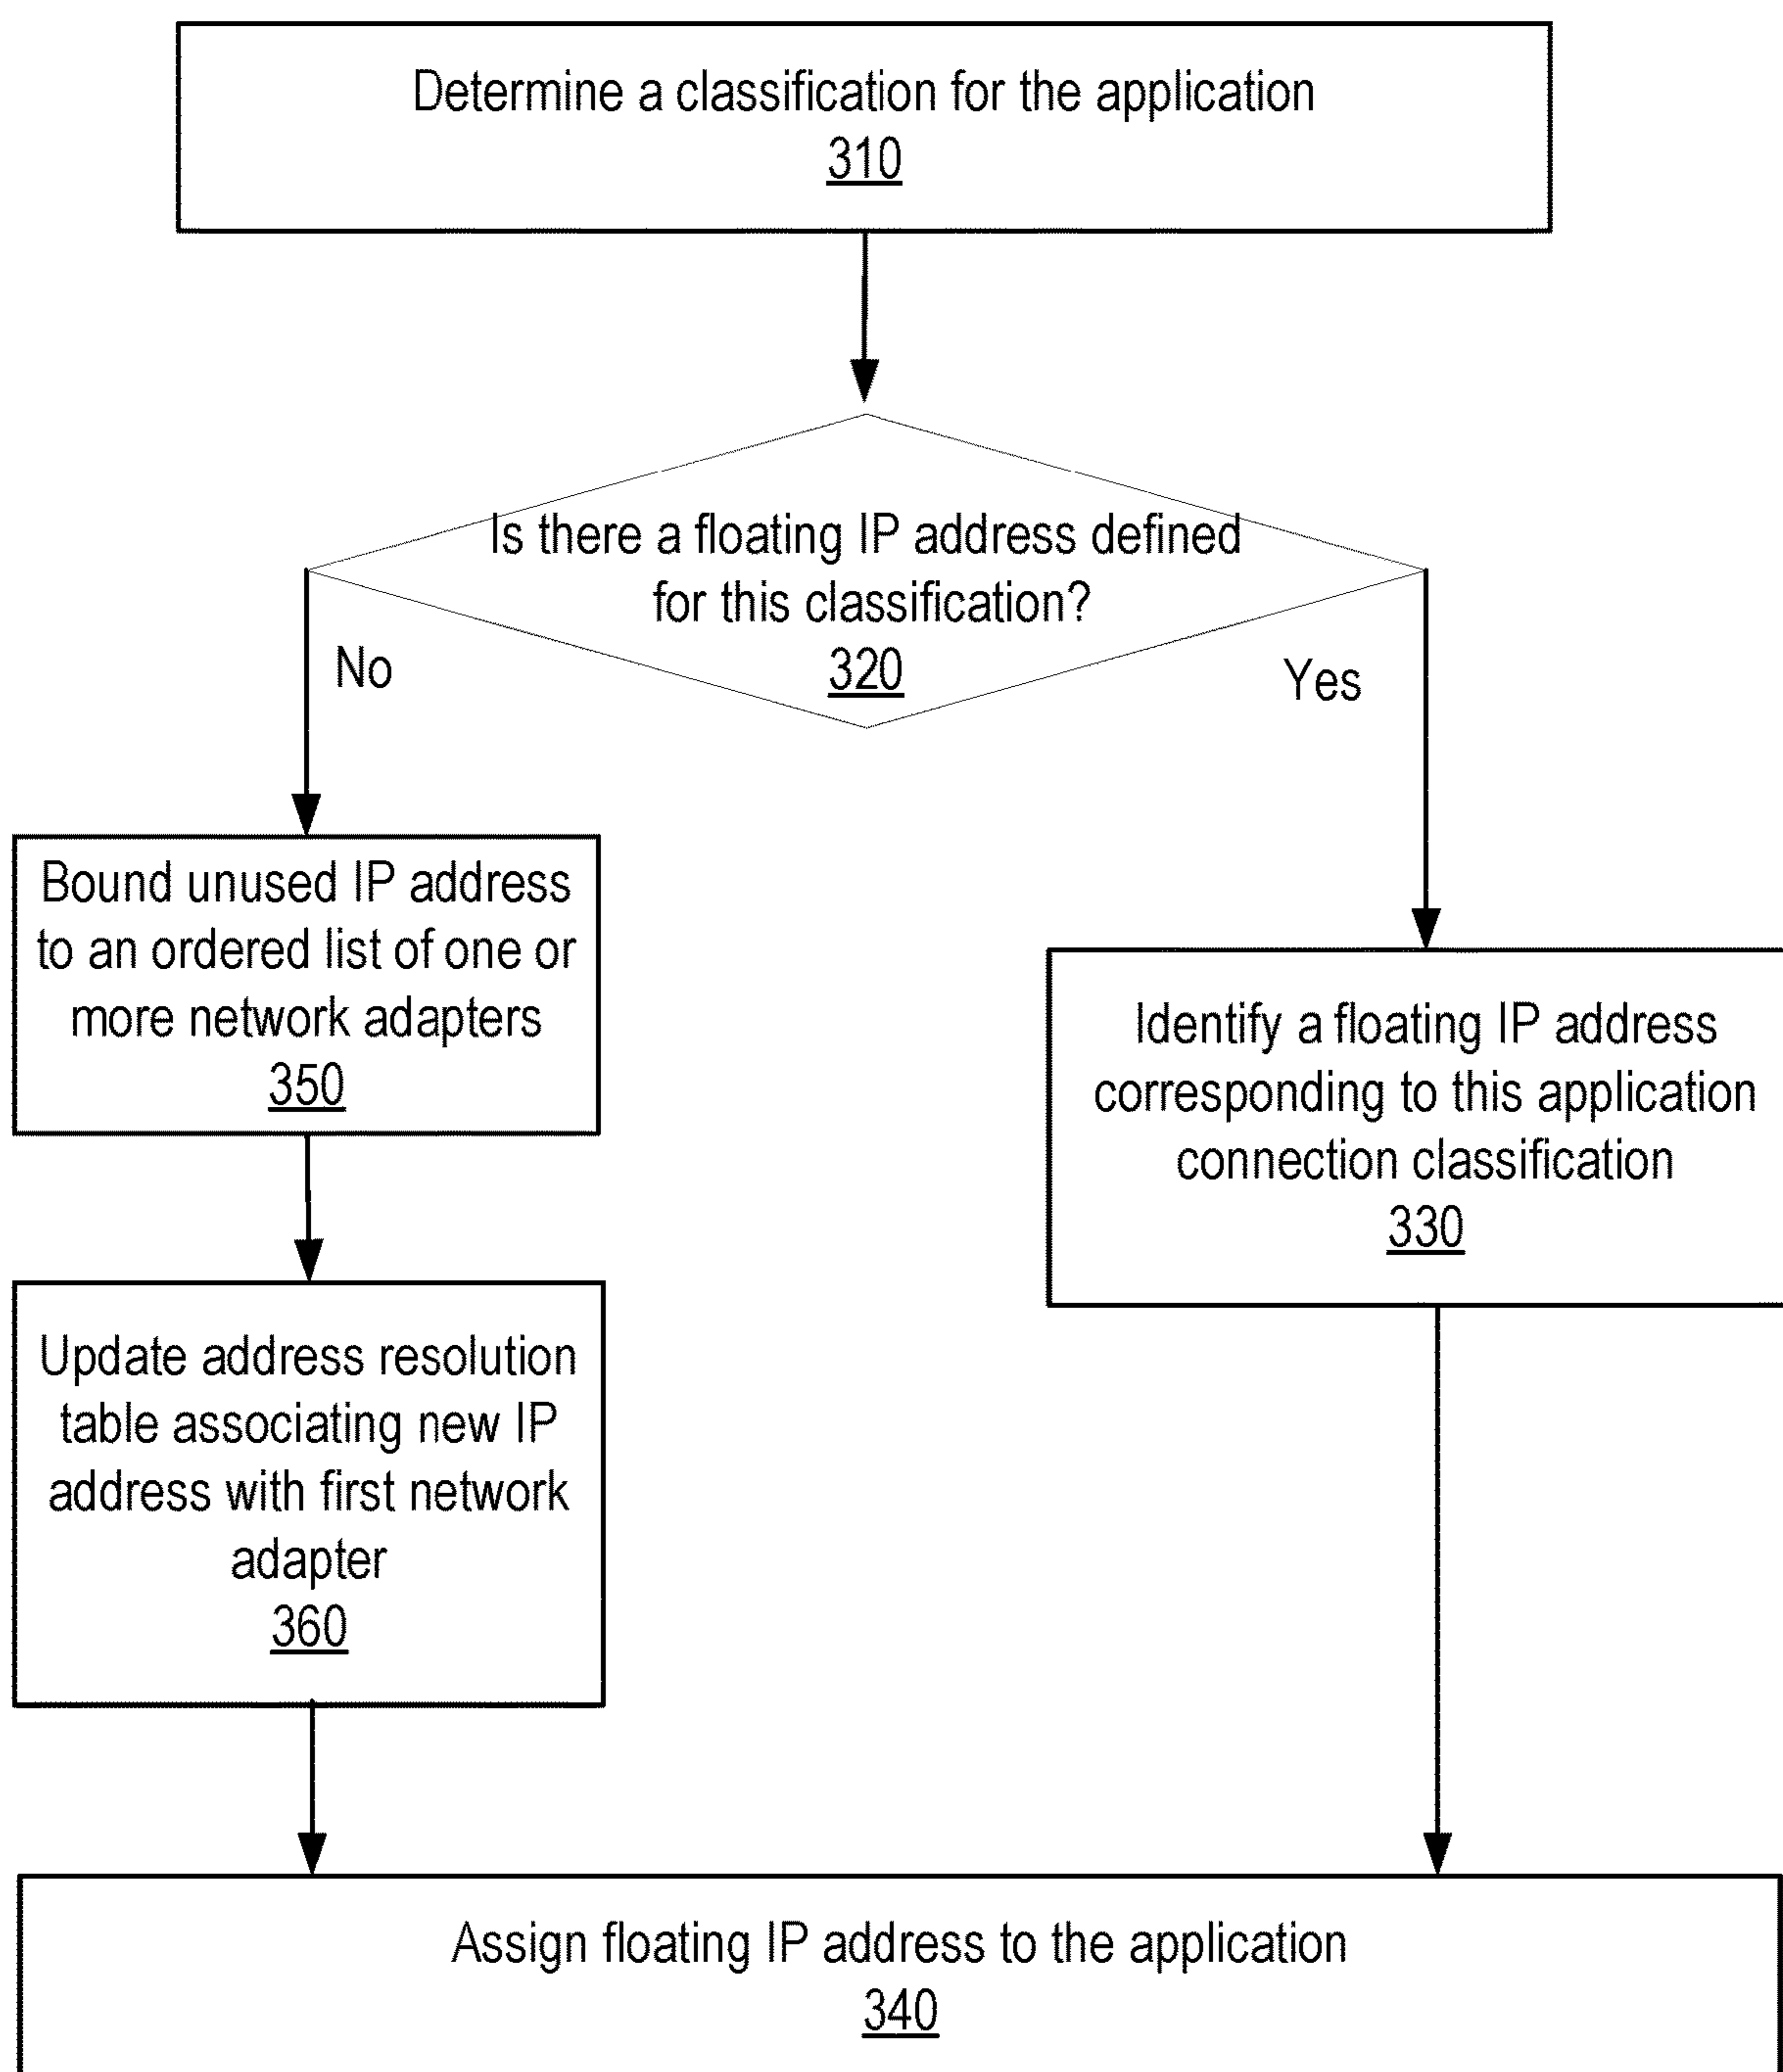 Determine a classification for the application
310
Is there a floating IP address defined
for this classification?
320
No
Yes
Bound unused IP address
to an ordered list of one or
more network adapters
350
Identify a floating IP address
corresponding to this application
connection classification
330
Update address resolution
table associating new IP
address with first network
adapter
360
Assign floating IP address to the application
340